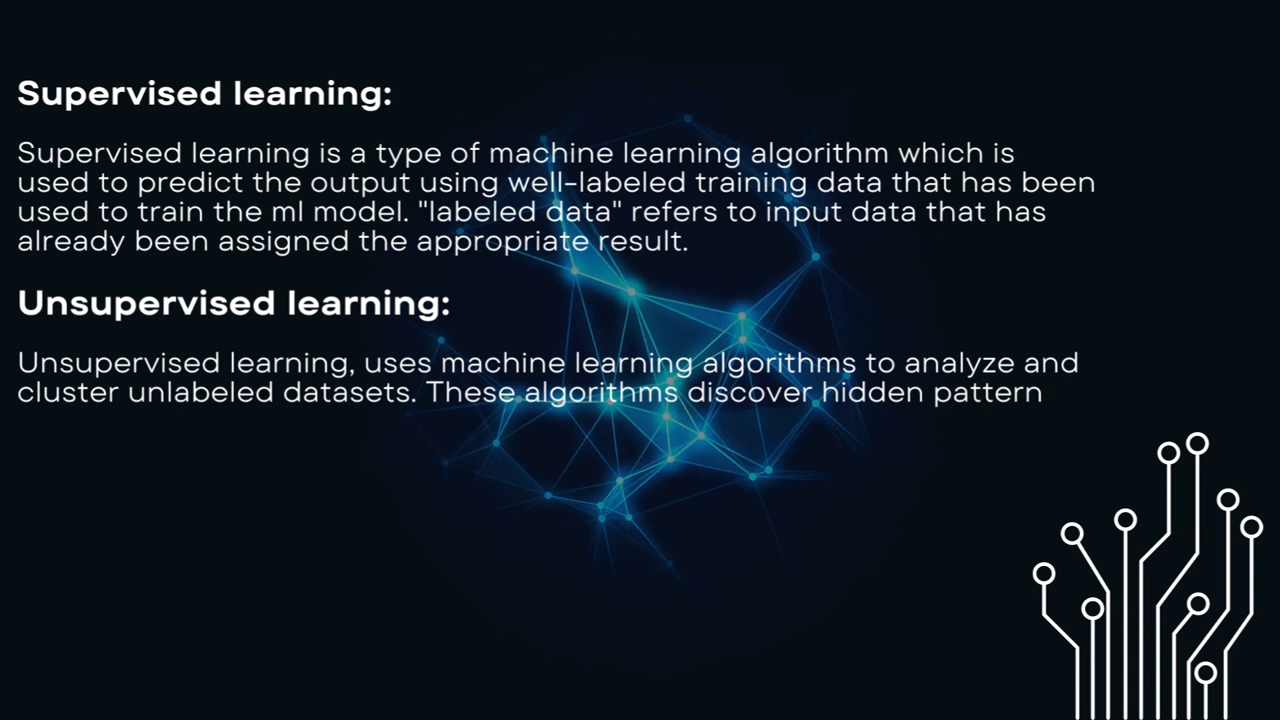 Supervised learning:
Supervised learning is a type of machine learning algorithm which is
used to predict the output using well-labeled training data that has been
used to train the ml model. "labeled data" refers to input data that has
already been assigned the appropriate result.
Unsupervised learning:
Unsupervised learning, uses machine learning algorithms to analyze and
cluster unlabeled datasets. These algorithms discover hidden pattern